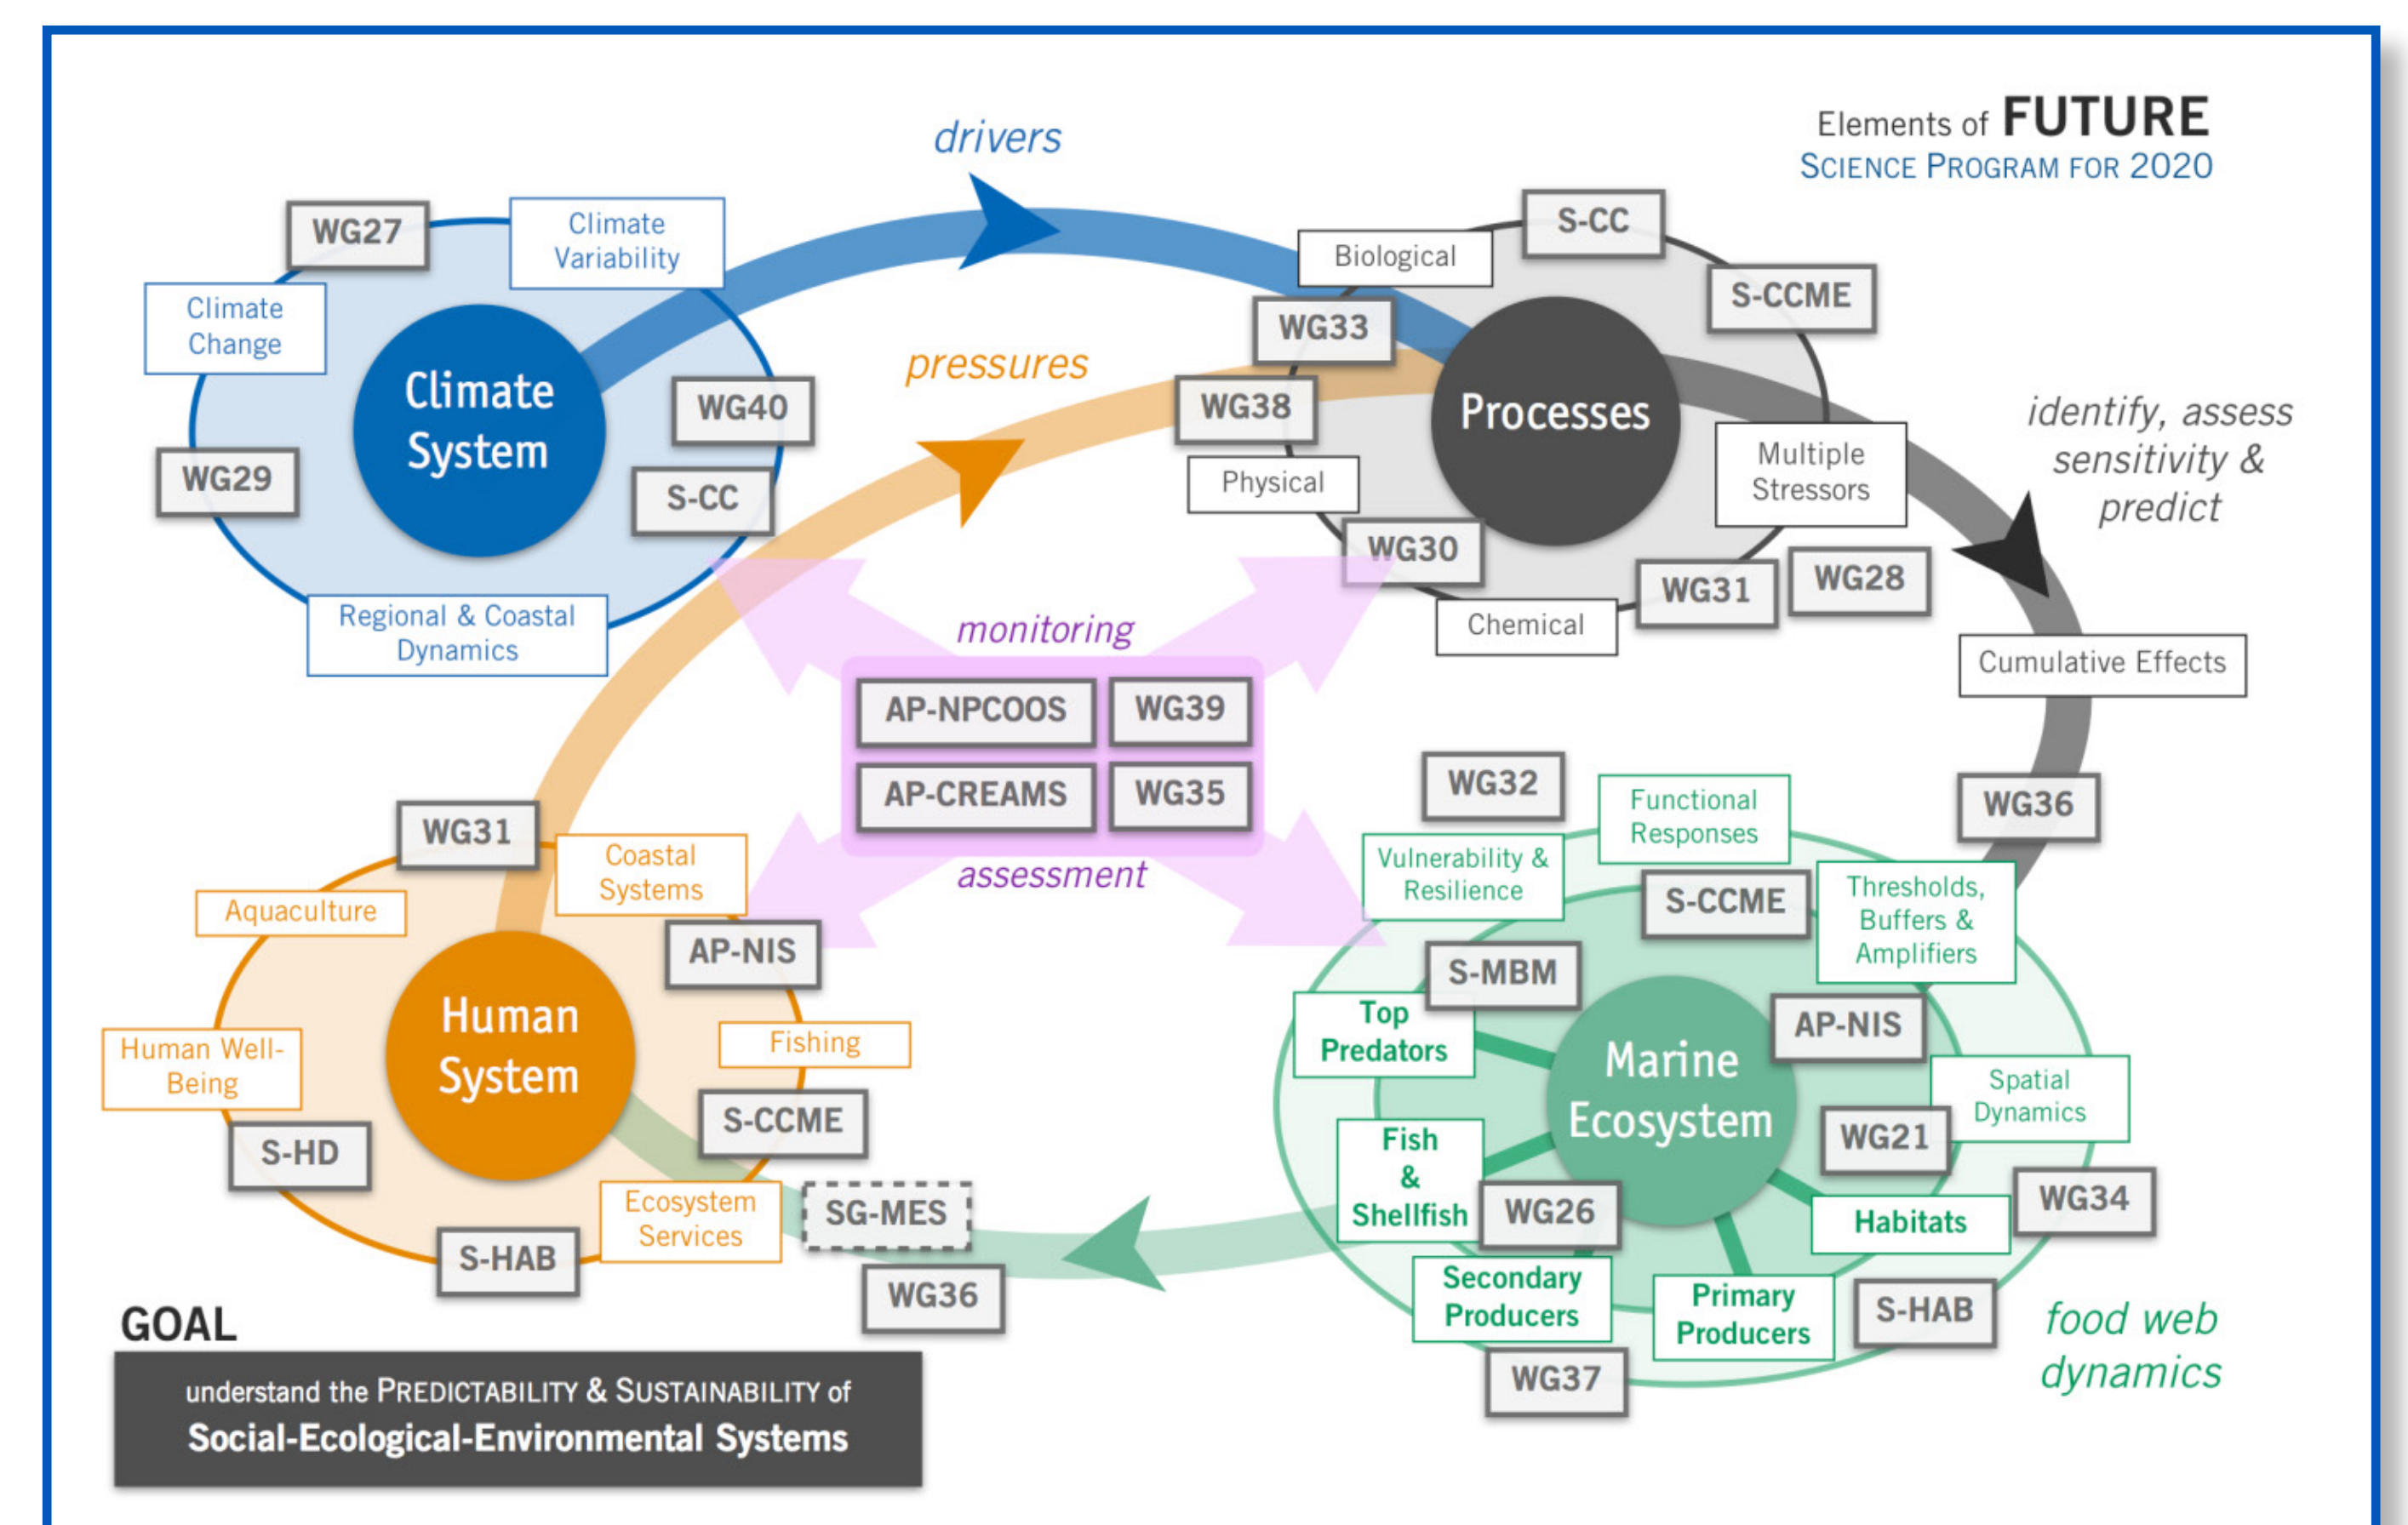 Elements of FUTURE
SCIENCE PROGRAM FOR 2020
drivers
WG27
Climate
Variability
Climate
Change
Climate
System
WG40
WG29
S-CC
Regional & Coastal
Dynamics
pressures
S-CC
Biological
S-CCME
WG33
WG38
Processes
Physical
Multiple
Stressors
WG30
WG31
WG28
Chemical
identify, assess
sensitivity &
predict
Cumulative Effects
WG36
monitoring
AP-NPCOOS
WG39
AP-CREAMS
WG35
assessment
WG31
Coastal
Systems
Aquaculture
AP-NIS
Human
System
Fishing
Human Well-
Being
S-CCME
S-HD
Ecosystem
Services
S-HAB
SG-MES
WG36
WG32
Functional
Responses
Vulnerability &
Resilience
S-CCME
Thresholds,
Buffers &
Amplifiers
S-MBM
Top
Predators
AP-NIS
Marine
Ecosystem
Spatial
Dynamics
WG21
Fish
&
Shellfish
WG26
WG34
Habitats
Secondary
Producers
Primary
Producers
S-HAB
WG37
food web
dynamics
GOAL
understand the PREDICTABILITY & SUSTAINABILITY of
Social-Ecological-Environmental Systems